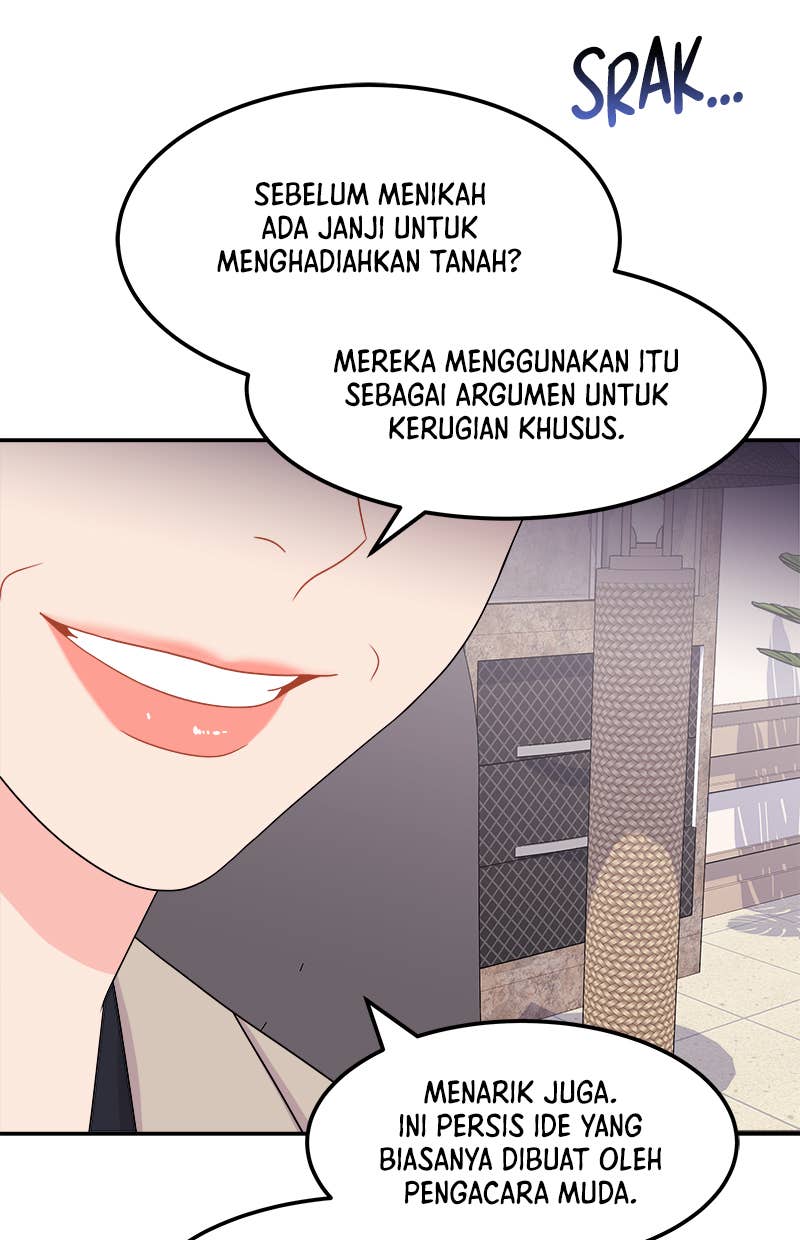 SRAK...
SEBELUM MENIKAH
ADA JANJI UNTUK
MENGHADIAHKAN TANAH?
MEREKA MENGGUNAKAN ITU
SEBAGAI ARGUMEN UNTUK
KERUGIAN KHUSUS.
MENARIK JUGA.
INI PERSIS IDE YANG
BIASANYA DIBUAT OLEH
PENGACARA MUDA.